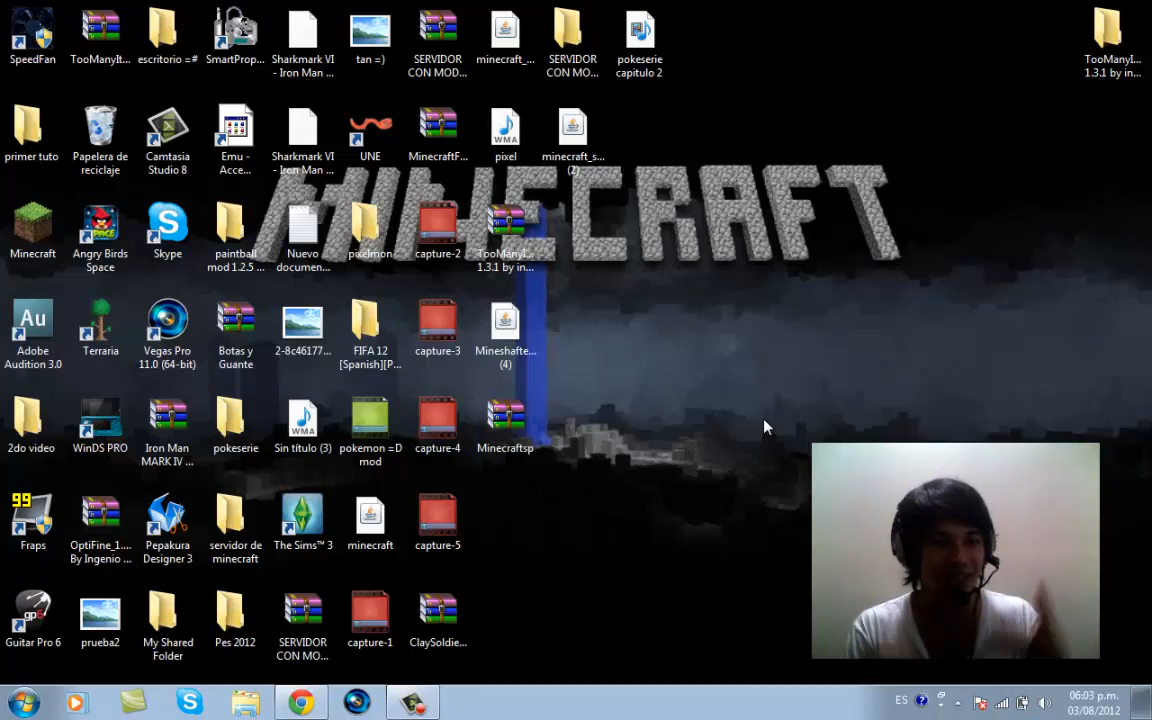 SpeedFan
TooManyIt...
escritorio =#
SmartProp...
Sharkmark VI
- Iron Man ...
tan =)
SERVIDOR
CON MOD...
minecraft_...
SERVIDOR
CON MO...
pokeserie
capitulo 2
TooManyI...
1.3.1 by in...
primer tuto
Papelera de
reciclaje
Camtasia
Studio 8
Emu -
Acce...
Sharkmark VI
- Iron Man ...
UNE
MinecraftF...
pixel
minecraft_s...
(2)
MINECRAFT
Minecraft
Angry Birds
Space
Skype
paintball
mod 1.2.5 ...
Nuevo
documen...
pixelmon
capture-2
TooManyI...
1.3.1 by in...
Adobe
Audition 3.0
Terraria
Vegas Pro
11.0 (64-bit)
Botas y
Guante
2-8c46177...
FIFA 12
[Spanish][P...
capture-3
Mineshafte...
(4)
2do video
WinDS PRO
Iron Man
MARK IV ...
pokeserie
Sin título (3)
pokemon =D
mod
capture-4
Minecraftsp
99
Fraps
OptiFine_1....
By Ingenio ...
Pepakura
Designer 3
servidor de
minecraft
The Sims™ 3
minecraft
capture-5
Guitar Pro 6
prueba2
My Shared
Folder
Pes 2012
SERVIDOR
CON MO...
capture-1
ClaySoldie...
ES
06:03 p.m.
03/08/2012